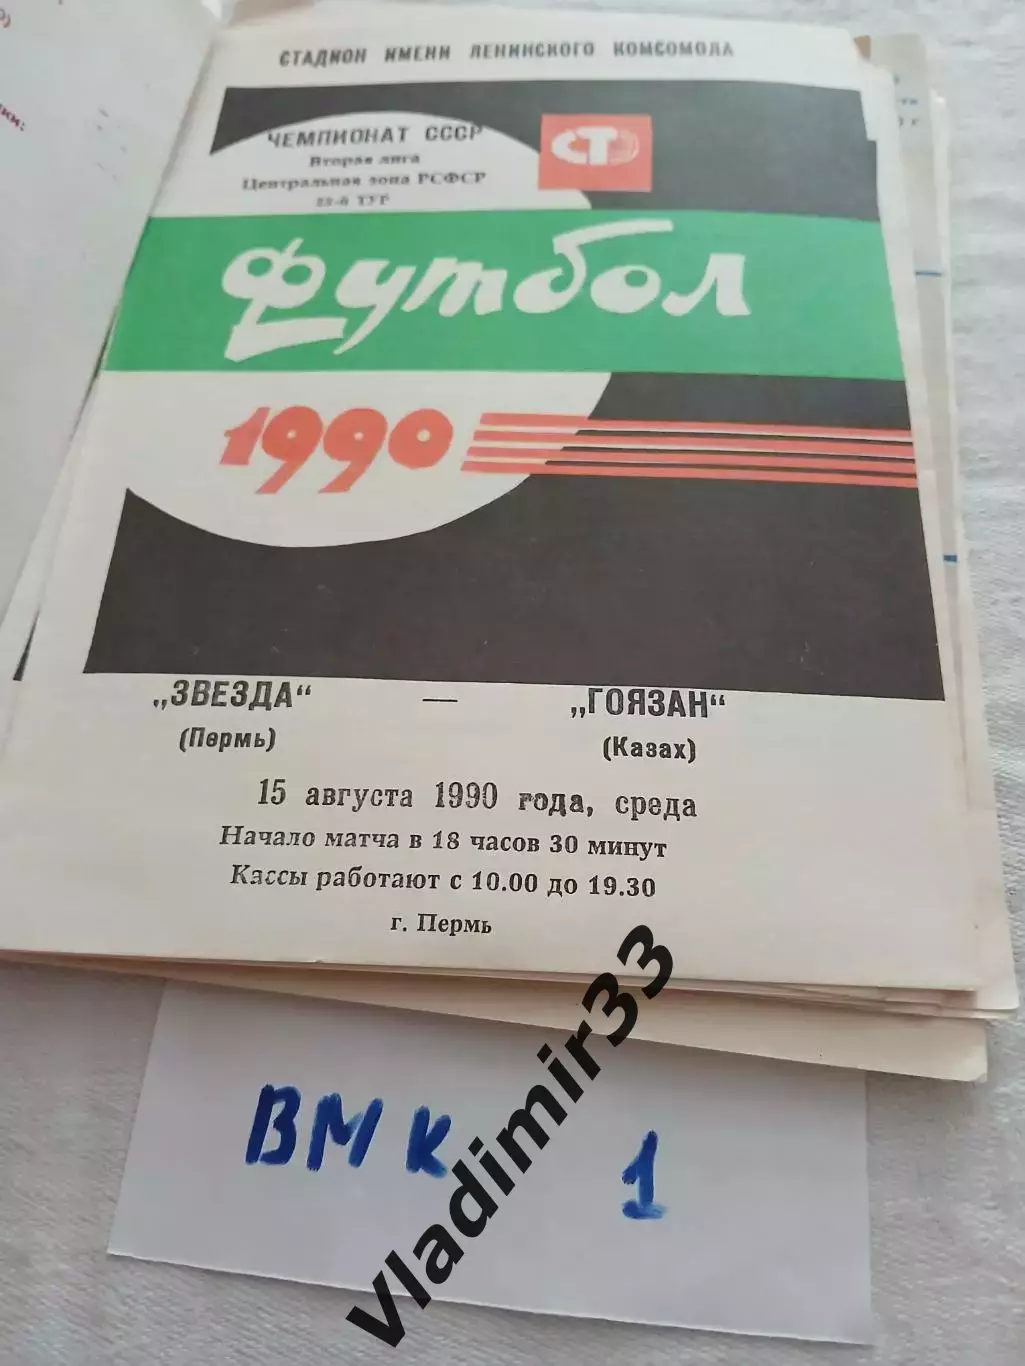 СТАДИОН ИМЕНИ ЛЕНИНСКОГО КОМСОМОЛА
ЧЕМПИОНАТ СССР
Вторая лига
Центральная зона РСФСР
ТУР
СТ
Футбол
1990
„ЗВЕЗДА“ — „ГОЯЗАН“
(Пермь) (Казах)
15 августа 1990 года, среда
Начало матча в 18 часов 30 минут
Кассы работают с 10.00 до 19.30
г. Пермь
ВМК 1
vladimir33